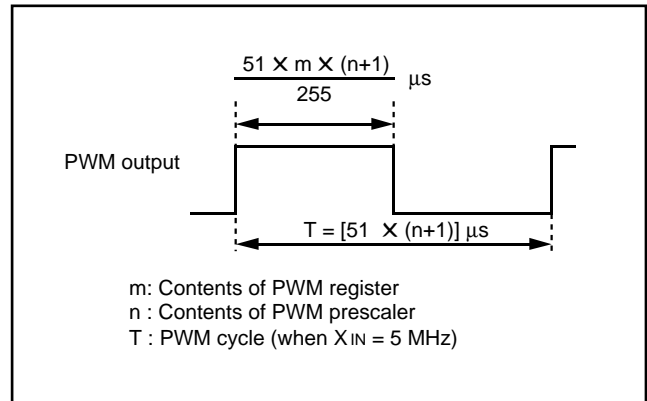 51 × m × (n+1)
255
μs
PWM output
T = [51 × (n+1)] μs
m: Contents of PWM register
n : Contents of PWM prescaler
T : PWM cycle (when XIN = 5 MHz)